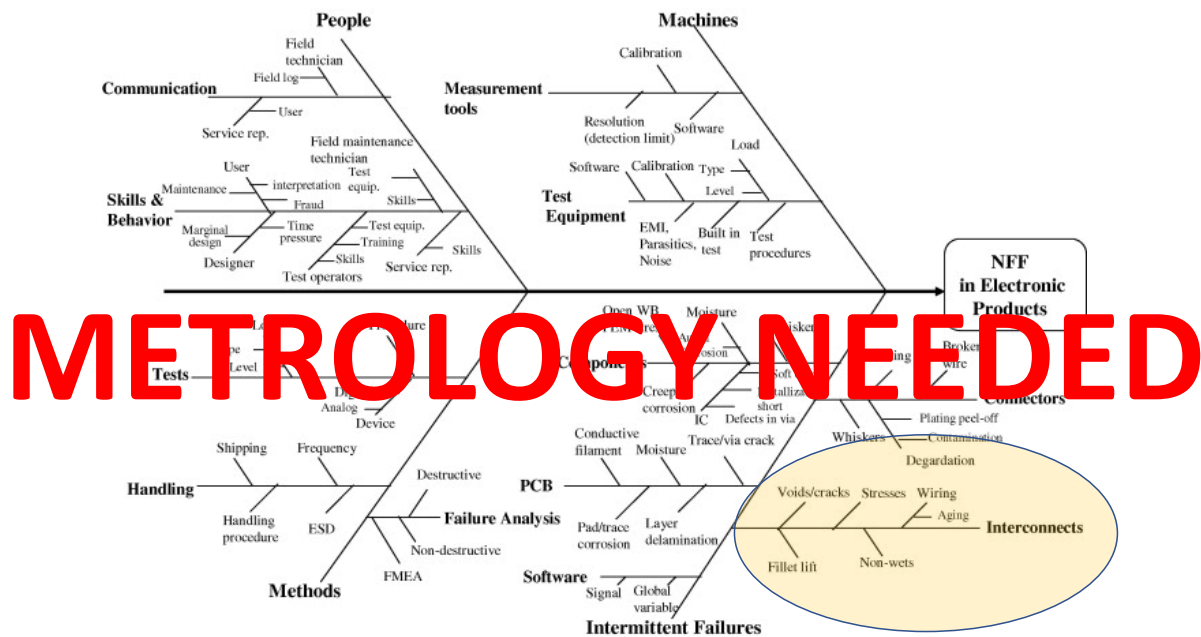 People
Machines
Field
technician
Field log
Communication
User
Service rep.
Calibration
Measurement
tools
Resolution
(detection limit)
Software
Field maintenance
technician
User
Test
equip.
interpretation
Maintenance
Fraud
Skills
Skills &
Behavior
Marginal
design
Time
pressure
Designer
Test equip.
Training
Skills
Test operators
Skills
Service rep.
Load
Software
Calibration
Type
Level
Test
Equipment
EMI,
Parasitics,
Noise
Built in
test
Test
procedures
NFF
in Electronic
Products
METROLOGY NEEDED
Open WB
Moisture
Tests
Level
Analog
Device
Components
Creep
corrosion
Soft
short
IC
Defects in via
wire
Connectors
Plating peel-off
Whiskers
Contamination
Degardation
Shipping
Frequency
Handling
Handling
procedure
ESD
Destructive
Failure Analysis
Non-destructive
FMEA
Methods
Conductive
filament
Moisture
Trace/via crack
PCB
Pad/trace
corrosion
Layer
delamination
Software
Signal
Global
variable
Intermittent Failures
Voids/cracks
Stresses
Wiring
Aging
Interconnects
Fillet lift
Non-wets